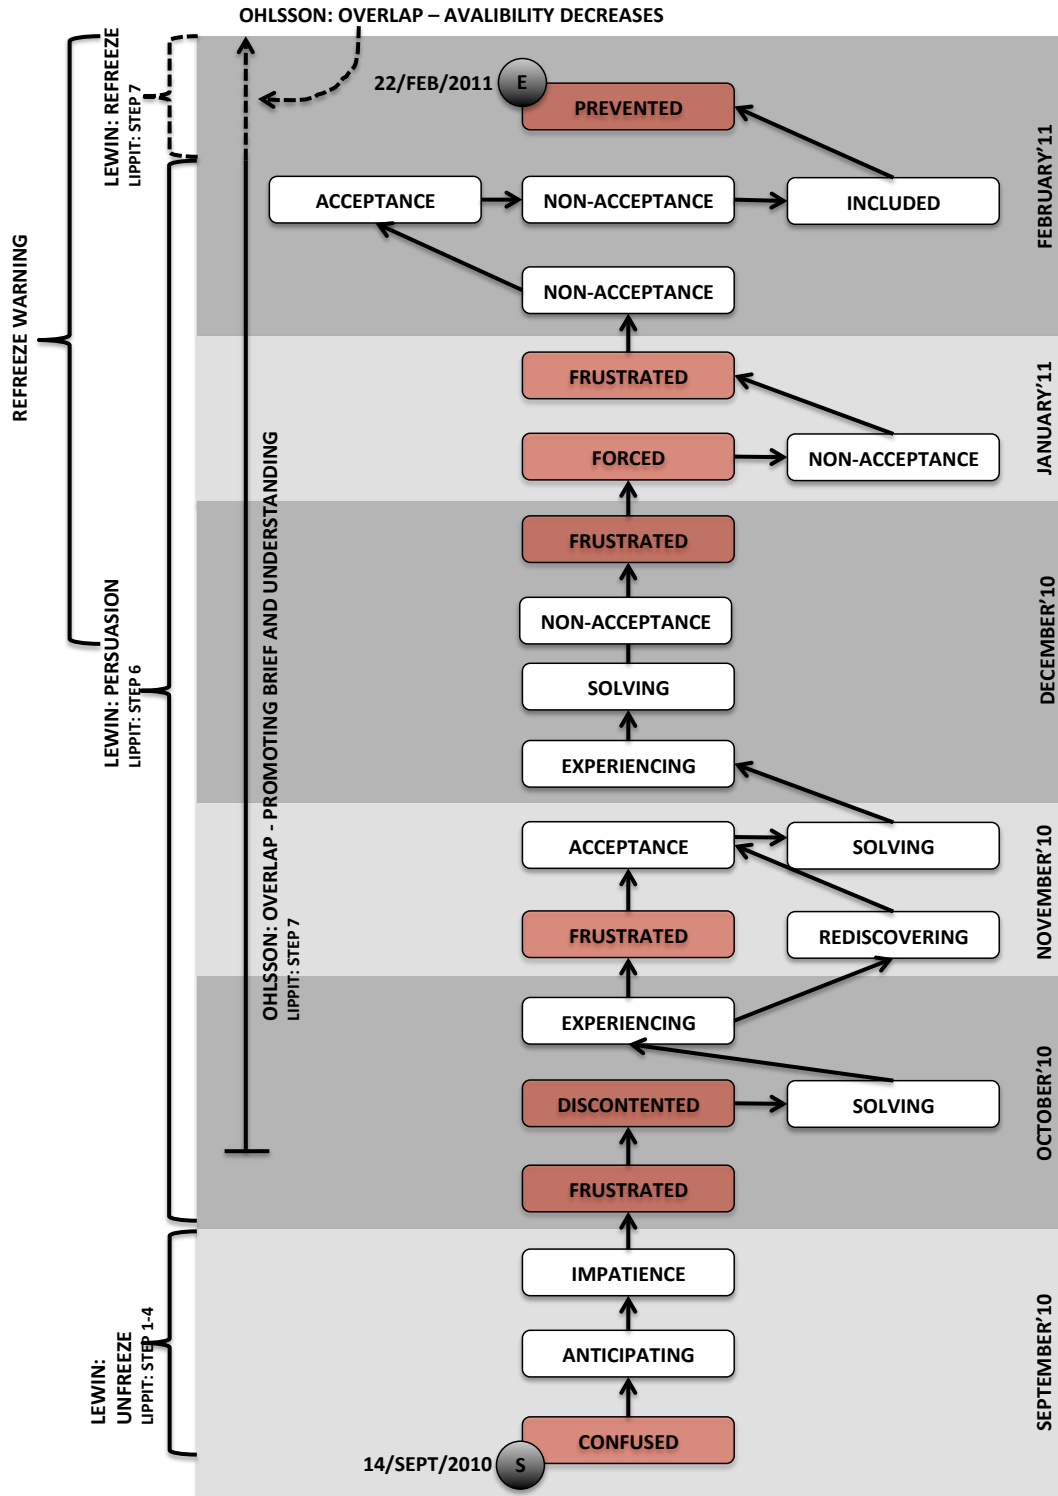 OHLSSON: OVERLAP – AVALIBILITY DECREASES
LEWIN: REFREEZE
LIPPIT: STEP 7
22/FEB/2011
E
PREVENTED
FEBRUARY'11
ACCEPTANCE
NON-ACCEPTANCE
INCLUDED
NON-ACCEPTANCE
REFREEZE WARNING
FRUSTRATED
JANUARY'11
FORCED
NON-ACCEPTANCE
OHLSSON: OVERLAP - PROMOTING BRIEF AND UNDERSTANDING
LIPPIT: STEP 7
FRUSTRATED
DECEMBER'10
NON-ACCEPTANCE
LEWIN: PERSUASION
LIPPIT: STEP 6
SOLVING
EXPERIENCING
ACCEPTANCE
SOLVING
NOVEMBER'10
FRUSTRATED
REDISCOVERING
EXPERIENCING
DISCONTENTED
SOLVING
OCTOBER'10
FRUSTRATED
IMPATIENCE
LEWIN:
UNFREEZE
LIPPIT: STEP 1-4
ANTICIPATING
SEPTEMBER'10
CONFUSED
14/SEPT/2010
S